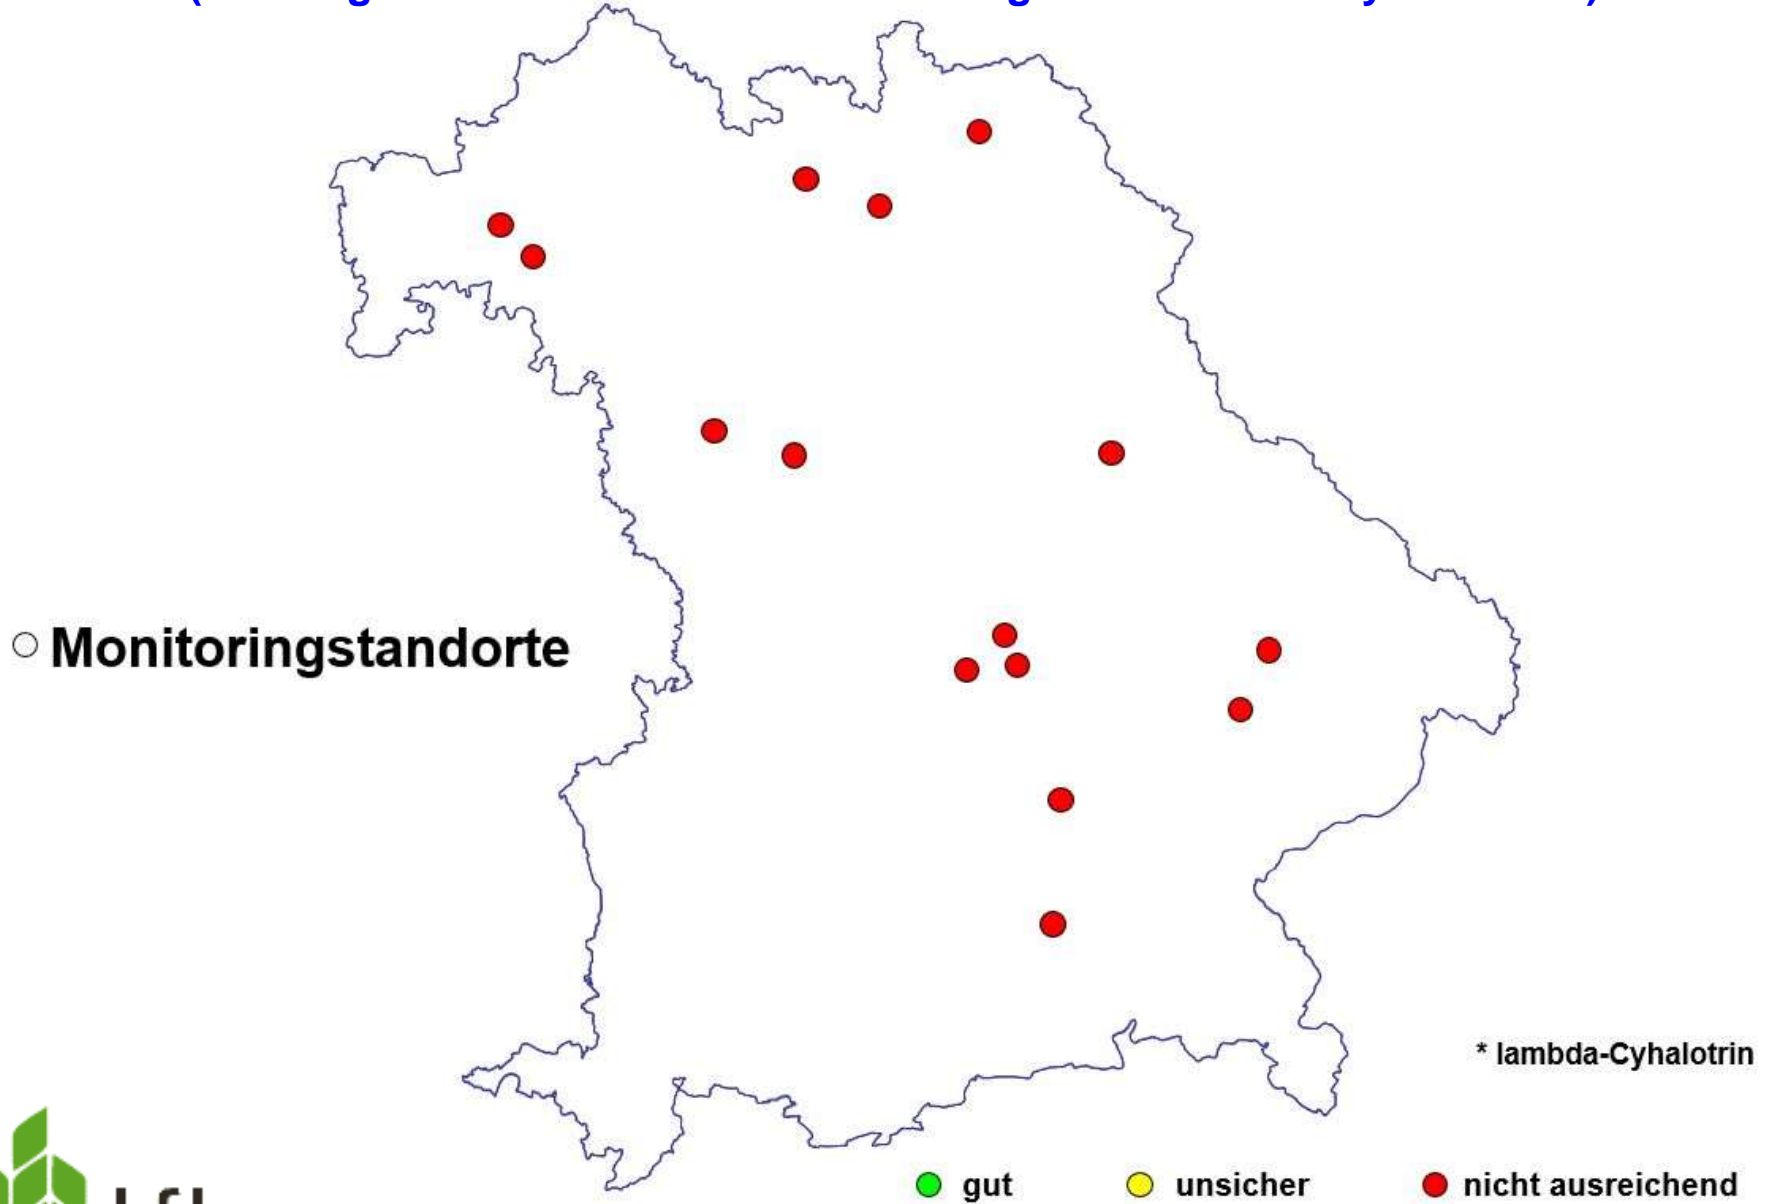 Monitoringstandorte
* lambda-Cyhalotrin
gut
unsicher
nicht ausreichend